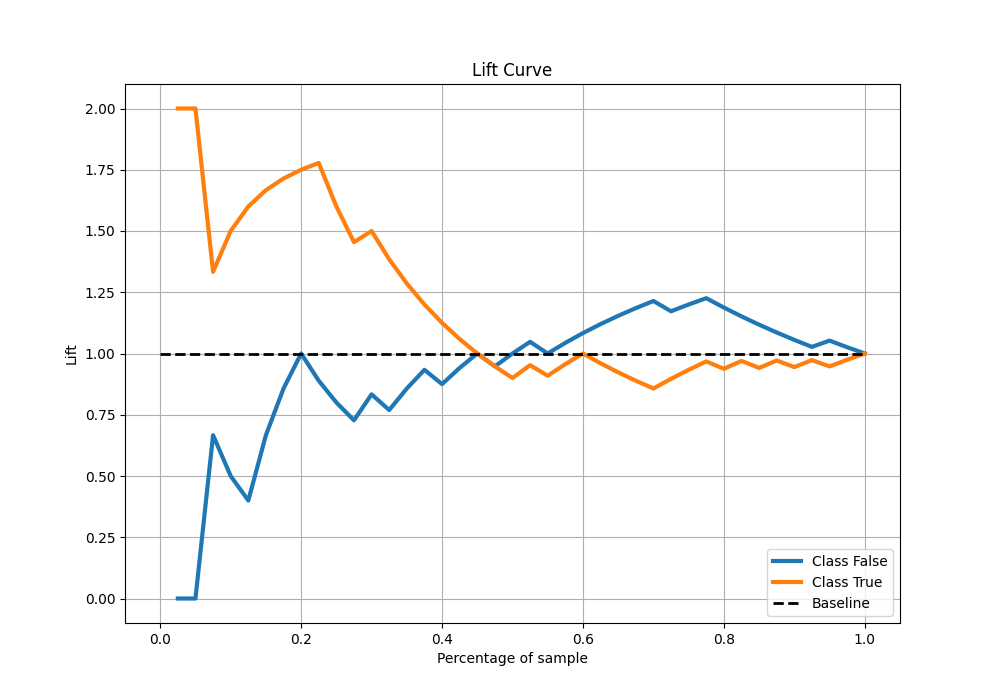 Lift Curve
2.00
1.75
1.50
1.25
1.00
0.75
0.50
0.25
0.00
Lift
0.0
0.2
0.4
0.6
0.8
1.0
Percentage of sample
Class False
Class True
Baseline